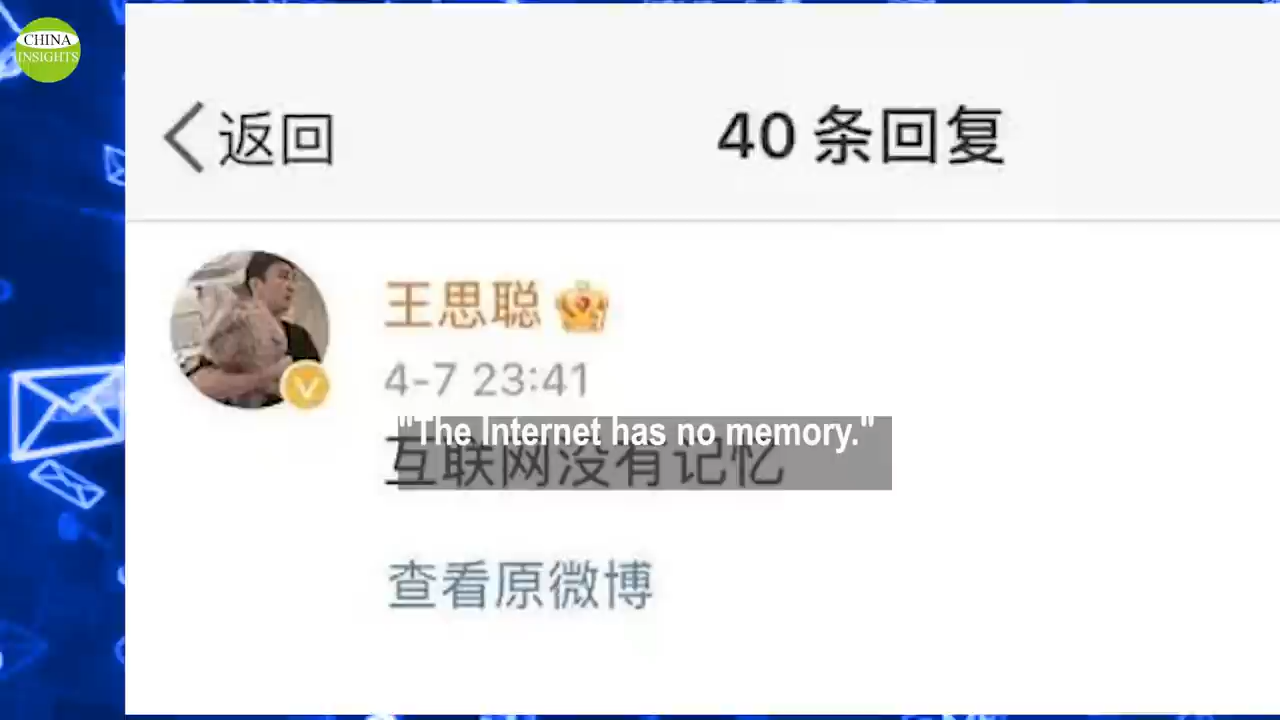 CHINA
INSIGHTS
返回
40 条回复
王思聪
4-7 23:41
"The Internet has no memory."
互联网没有记忆
查看原微博